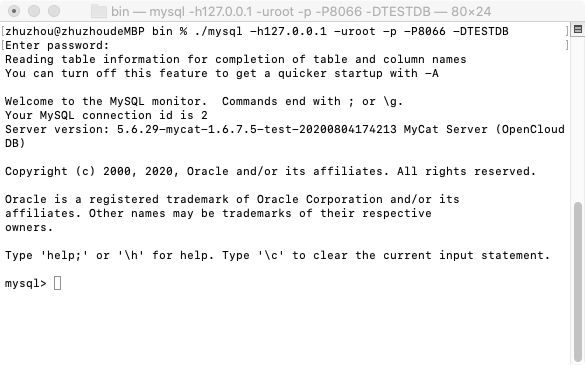 bin — mysql -h127.0.0.1 -uroot -p -P8066 -DTESTDB — 80×24
[zhuzhou@zhuzhoudeMBP bin % ./mysql -h127.0.0.1 -uroot -p -P8066 -DTESTDB ]
[Enter password: ]
Reading table information for completion of table and column names
You can turn off this feature to get a quicker startup with -A
Welcome to the MySQL monitor.  Commands end with ; or \g.
Your MySQL connection id is 2
Server version: 5.6.29-mycat-1.6.7.5-test-20200804174213 MyCat Server (OpenCloud
DB)
Copyright (c) 2000, 2020, Oracle and/or its affiliates. All rights reserved.
Oracle is a registered trademark of Oracle Corporation and/or its
affiliates. Other names may be trademarks of their respective
owners.
Type 'help;' or '\h' for help. Type '\c' to clear the current input statement.
mysql>